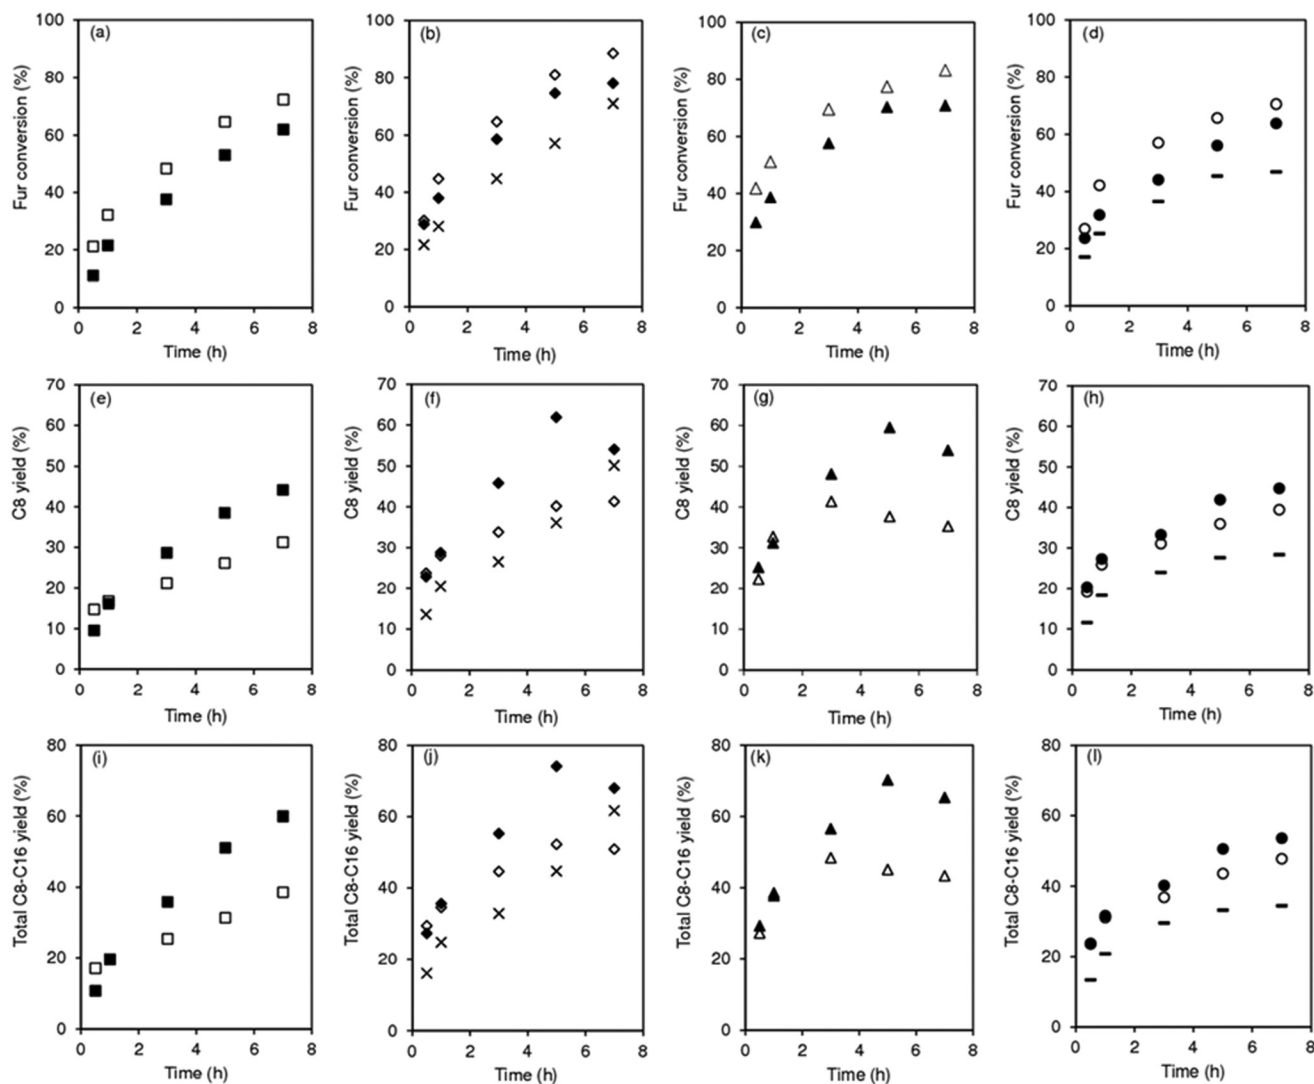 (a)
Fur conversion (%)
100
80
60
40
20
0
0 2 4 6 8
Time (h)
(b)
Fur conversion (%)
100
80
60
40
20
0
0 2 4 6 8
Time (h)
(c)
Fur conversion (%)
100
80
60
40
20
0
0 2 4 6 8
Time (h)
(d)
Fur conversion (%)
100
80
60
40
20
0
0 2 4 6 8
Time (h)
(e)
C8 yield (%)
70
60
50
40
30
20
10
0
0 2 4 6 8
Time (h)
(f)
C8 yield (%)
70
60
50
40
30
20
10
0
0 2 4 6 8
Time (h)
(g)
C8 yield (%)
70
60
50
40
30
20
10
0
0 2 4 6 8
Time (h)
(h)
C8 yield (%)
70
60
50
40
30
20
10
0
0 2 4 6 8
Time (h)
(i)
Total C8-C16 yield (%)
80
60
40
20
0
0 2 4 6 8
Time (h)
(j)
Total C8-C16 yield (%)
80
60
40
20
0
0 2 4 6 8
Time (h)
(k)
Total C8-C16 yield (%)
80
60
40
20
0
0 2 4 6 8
Time (h)
(l)
Total C8-C16 yield (%)
80
60
40
20
0
0 2 4 6 8
Time (h)